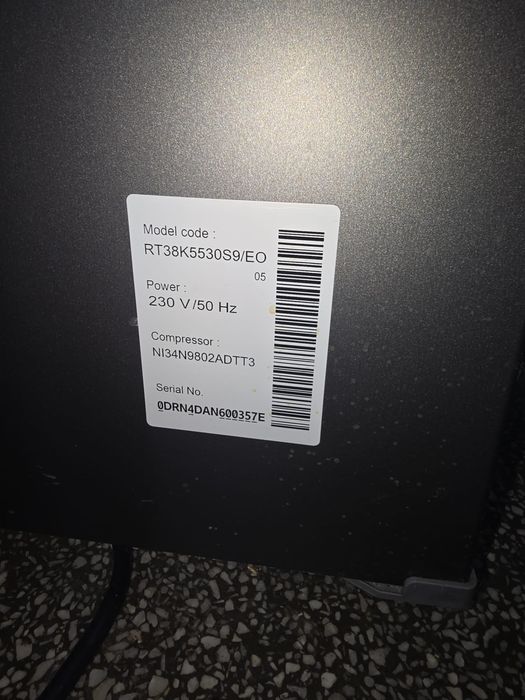 Model code :
RT38K5530S9/EO
05
Power :
230 V/50 Hz
Compressor :
NI34N9802ADTT3
Serial No.
0DRN4DAN600357E